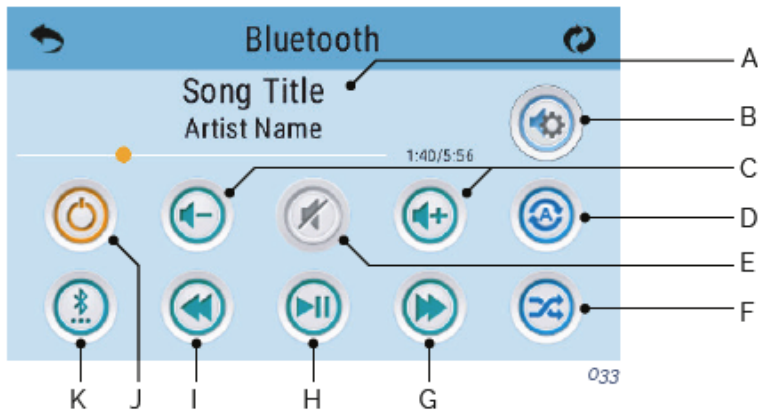 Bluetooth
A
Song Title
Artist Name
B
1:40/5:56
C
A
D
E
F
033
K
J
I
H
G